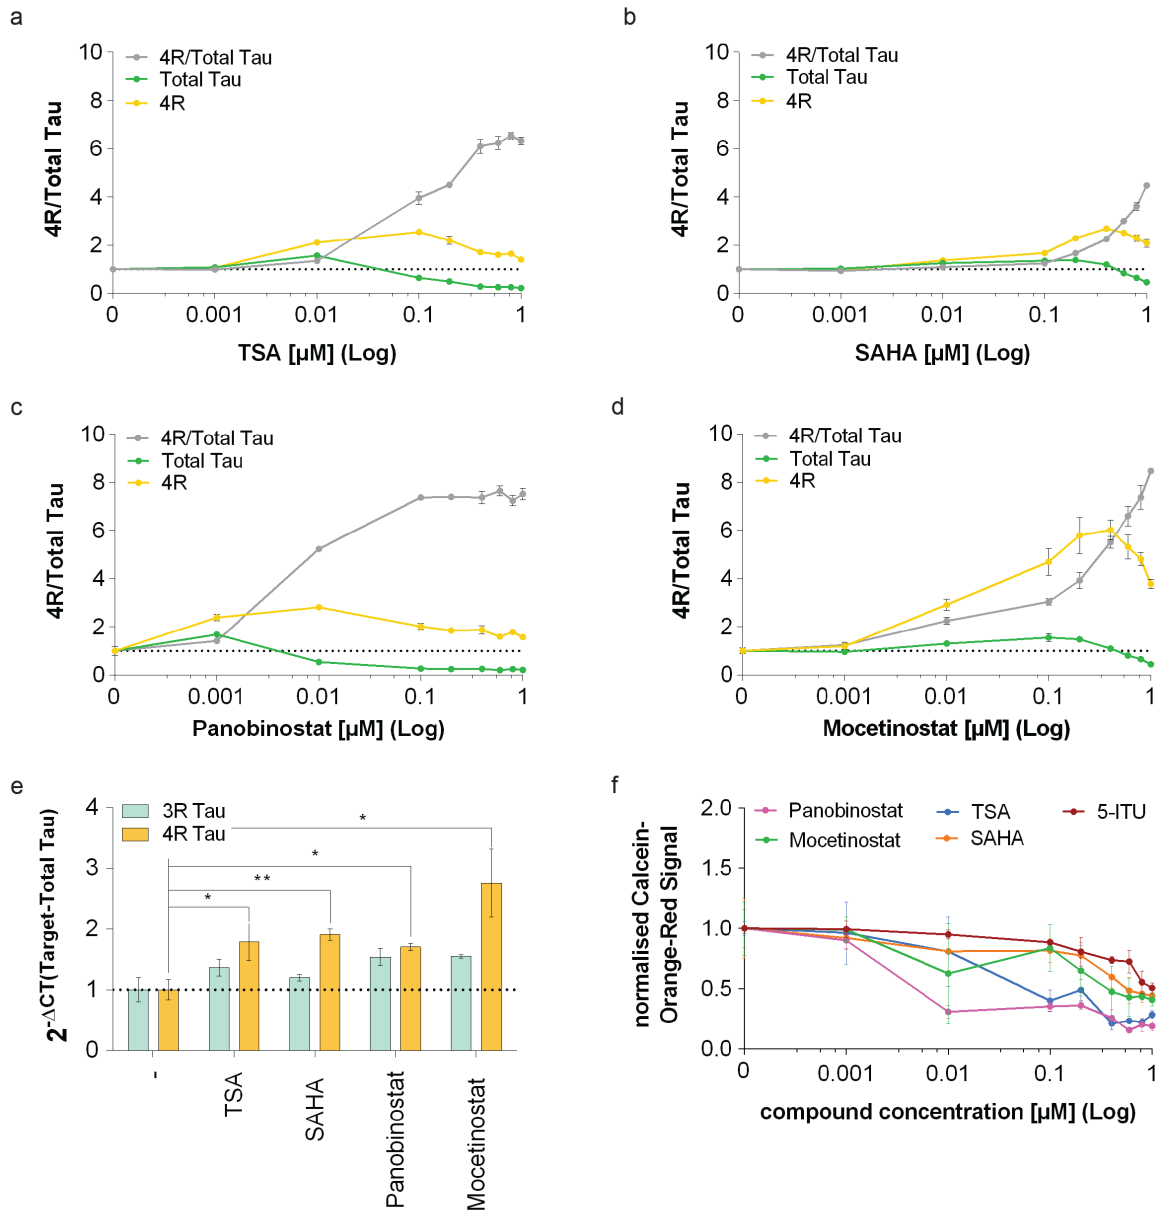 a
4R/Total Tau
10
8
6
4
2
0
4R/Total Tau
Total Tau
4R
0
0.001
0.01
0.1
1
TSA [µM] (Log)
b
4R/Total Tau
10
8
6
4
2
0
4R/Total Tau
Total Tau
4R
0
0.001
0.01
0.1
1
SAHA [µM] (Log)
c
4R/Total Tau
10
8
6
4
2
0
4R/Total Tau
Total Tau
4R
0
0.001
0.01
0.1
1
Panobinostat [µM] (Log)
d
4R/Total Tau
10
8
6
4
2
0
4R/Total Tau
Total Tau
4R
0
0.001
0.01
0.1
1
Mocetinostat [µM] (Log)
e
2-ΔCT(Target-Total Tau)
4
3
2
1
0
3R Tau
4R Tau
*
*
**
*
-
TSA
SAHA
Panobinostat
Mocetinostat
f
normalised Calcein-
Orange-Red Signal
2.0
1.5
1.0
0.5
0.0
Panobinostat
Mocetinostat
TSA
SAHA
5-ITU
0
0.001
0.01
0.1
1
compound concentration [µM] (Log)